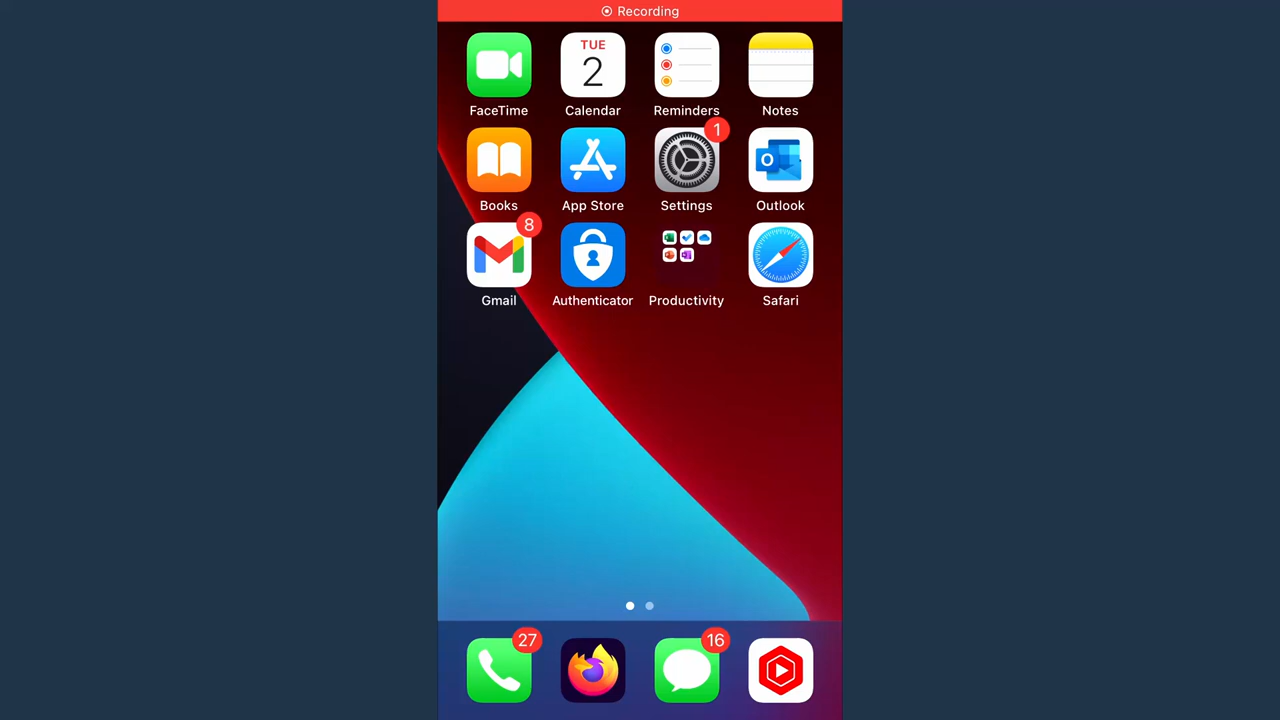 Recording
TUE
2
FaceTime
Calendar
Reminders
Notes
1
O
Books
App Store
Settings
Outlook
8
Gmail
Authenticator
Productivity
Safari
27
16